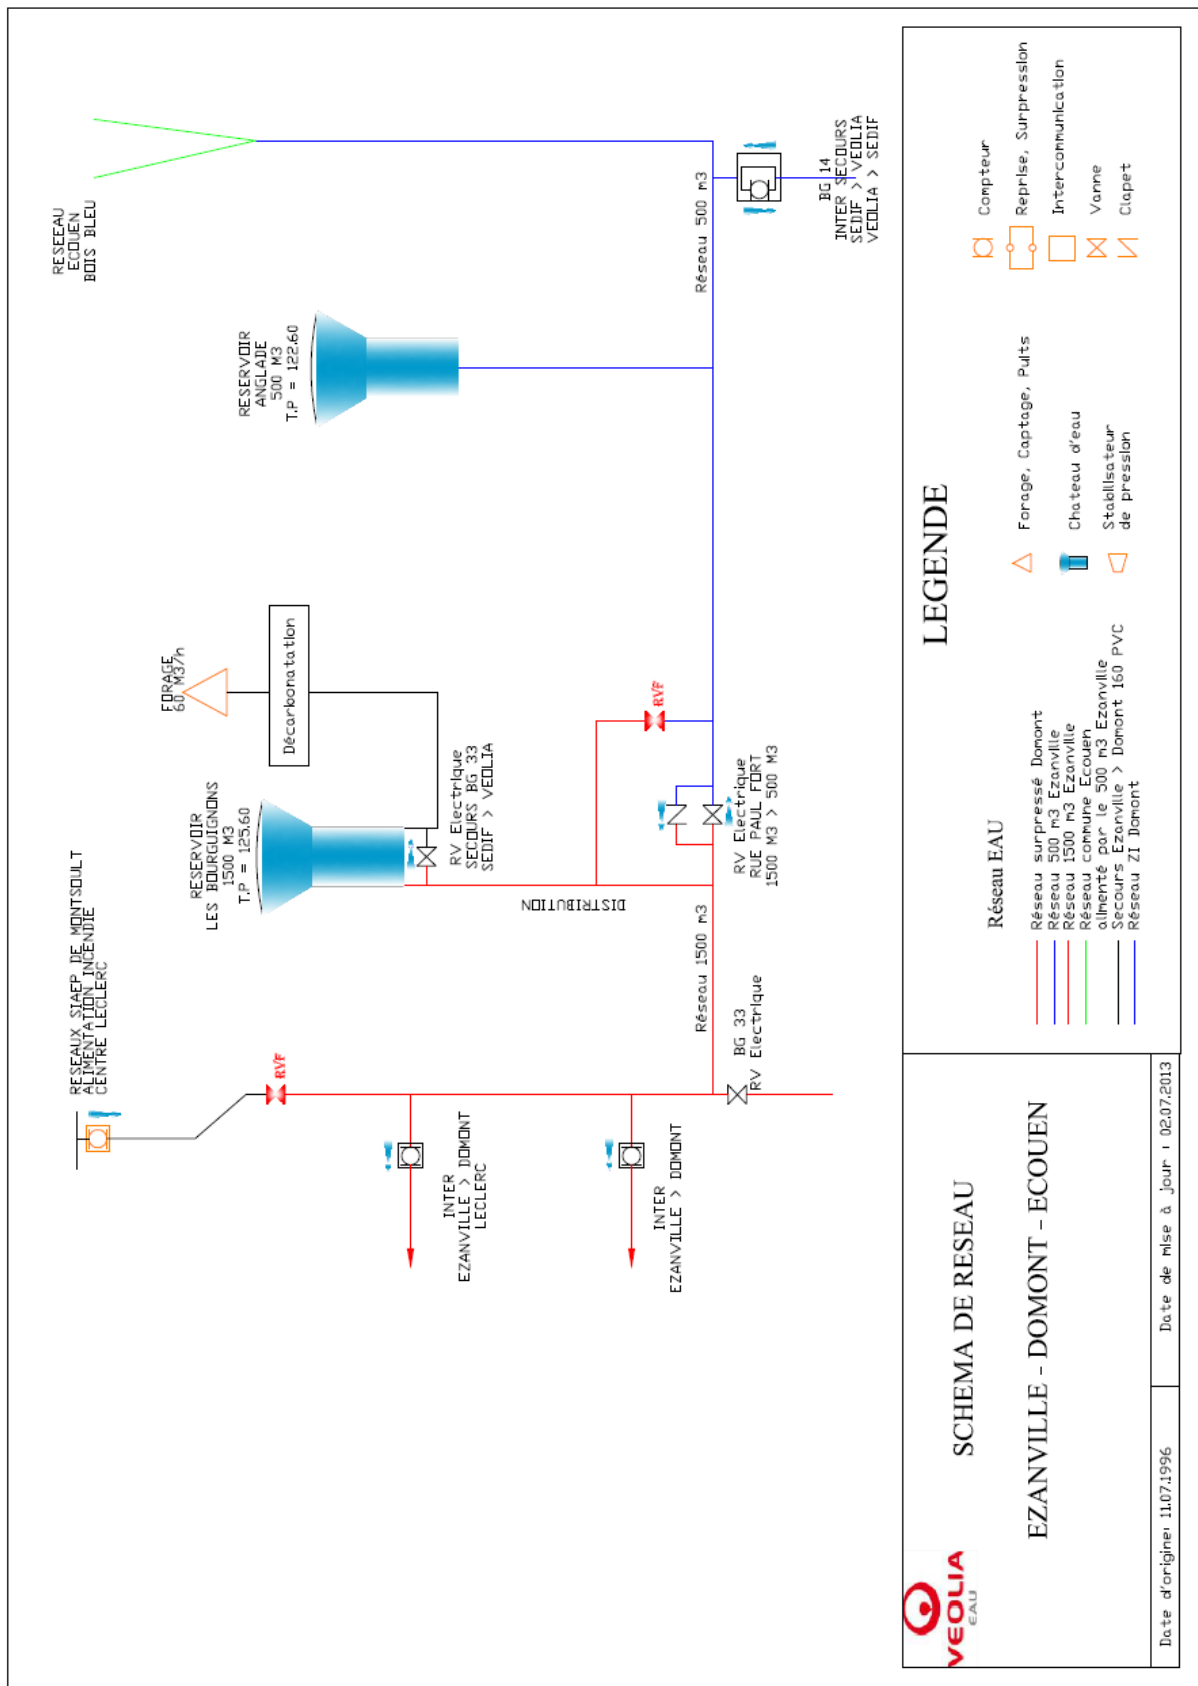 RESEAUX SIAEP DE MONTSOULT
ALIMENTATION INCENDIE
CENTRE LECLERC
RVF
INTER
EZANVILLE > DOMONT
LECLERC
INTER
EZANVILLE > DOMONT
BG 33
RV Electrique
Réseau 1500 m3
DISTRIBUTION
RESERVOIR
LES BOURGUIGNONS
1500 M3
T.P = 125.60
RV Electrique
SECOURS BG 33
SEDIF > VEOLIA
FORAGE
60 M3/h
Décarbonatation
RVF
RV Electrique
RUE PAUL FORT
1500 M3 > 500 M3
RESERVOIR
ANGLADE
500 M3
T.P = 122.60
Réseau 500 m3
RESEEAU
ECOUEN
BOIS BLEU
BG 14
INTER SECOURS
SEDIF > VEOLIA
VEOLIA > SEDIF
VEOLIA
EAU
SCHEMA DE RESEAU
EZANVILLE - DOMONT - ECOUEN
Date d'origine: 11.07.1996
Date de mise à jour : 02.07.2013
LEGENDE
Réseau EAU
Réseau surpressé Domont
Réseau 500 m3 Ezanville
Réseau 1500 m3 Ezanville
Réseau commune Ecouen
alimenté par le 500 m3 Ezanville
Secours Ezanville > Domont 160 PVC
Réseau ZI Domont
Forage, Captage, Puits
Chateau d'eau
Stabilisateur
de pression
Compteur
Reprise, Surpression
Intercommunication
Vanne
Clapet